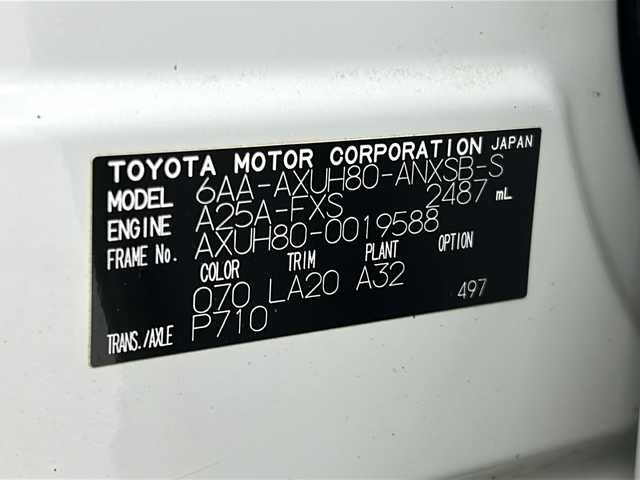 TOYOTA MOTOR CORPORATION JAPAN
MODEL 6AA-AXUH80-ANXSB-S
ENGINE A25A-FXS 2487 mL
FRAME No. AXUH80-0019588
COLOR TRIM PLANT OPTION
070 LA20 A32 497
TRANS./AXLE P710